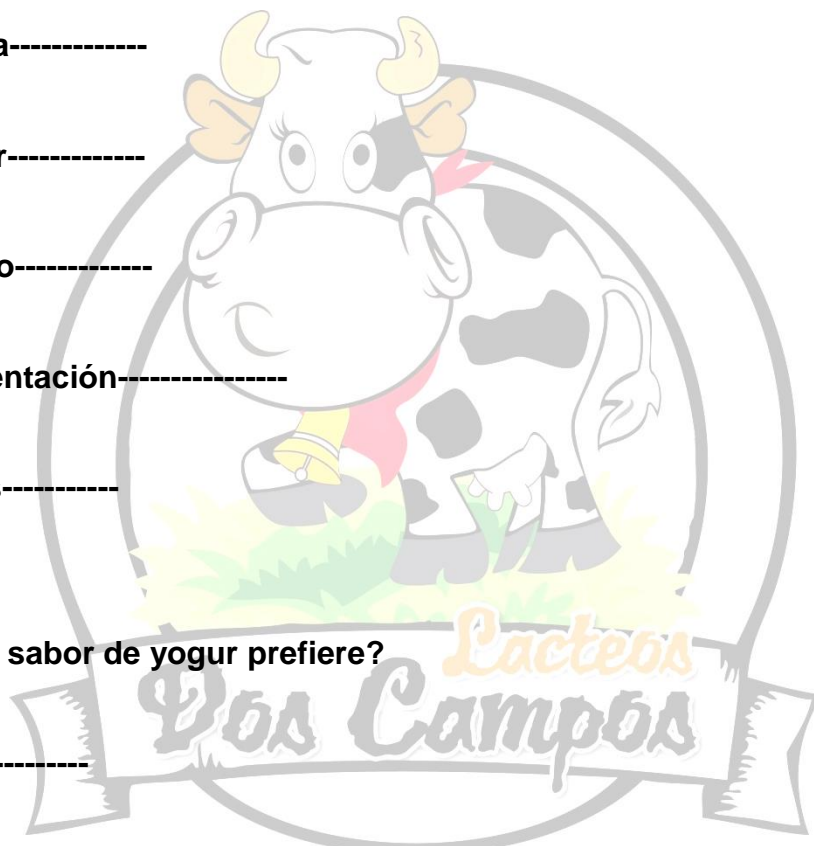 a-------------
r-------------
o-------------
entación----------------
-----------
sabor de yogur prefiere?
Lacteos
Dos Campos
---------